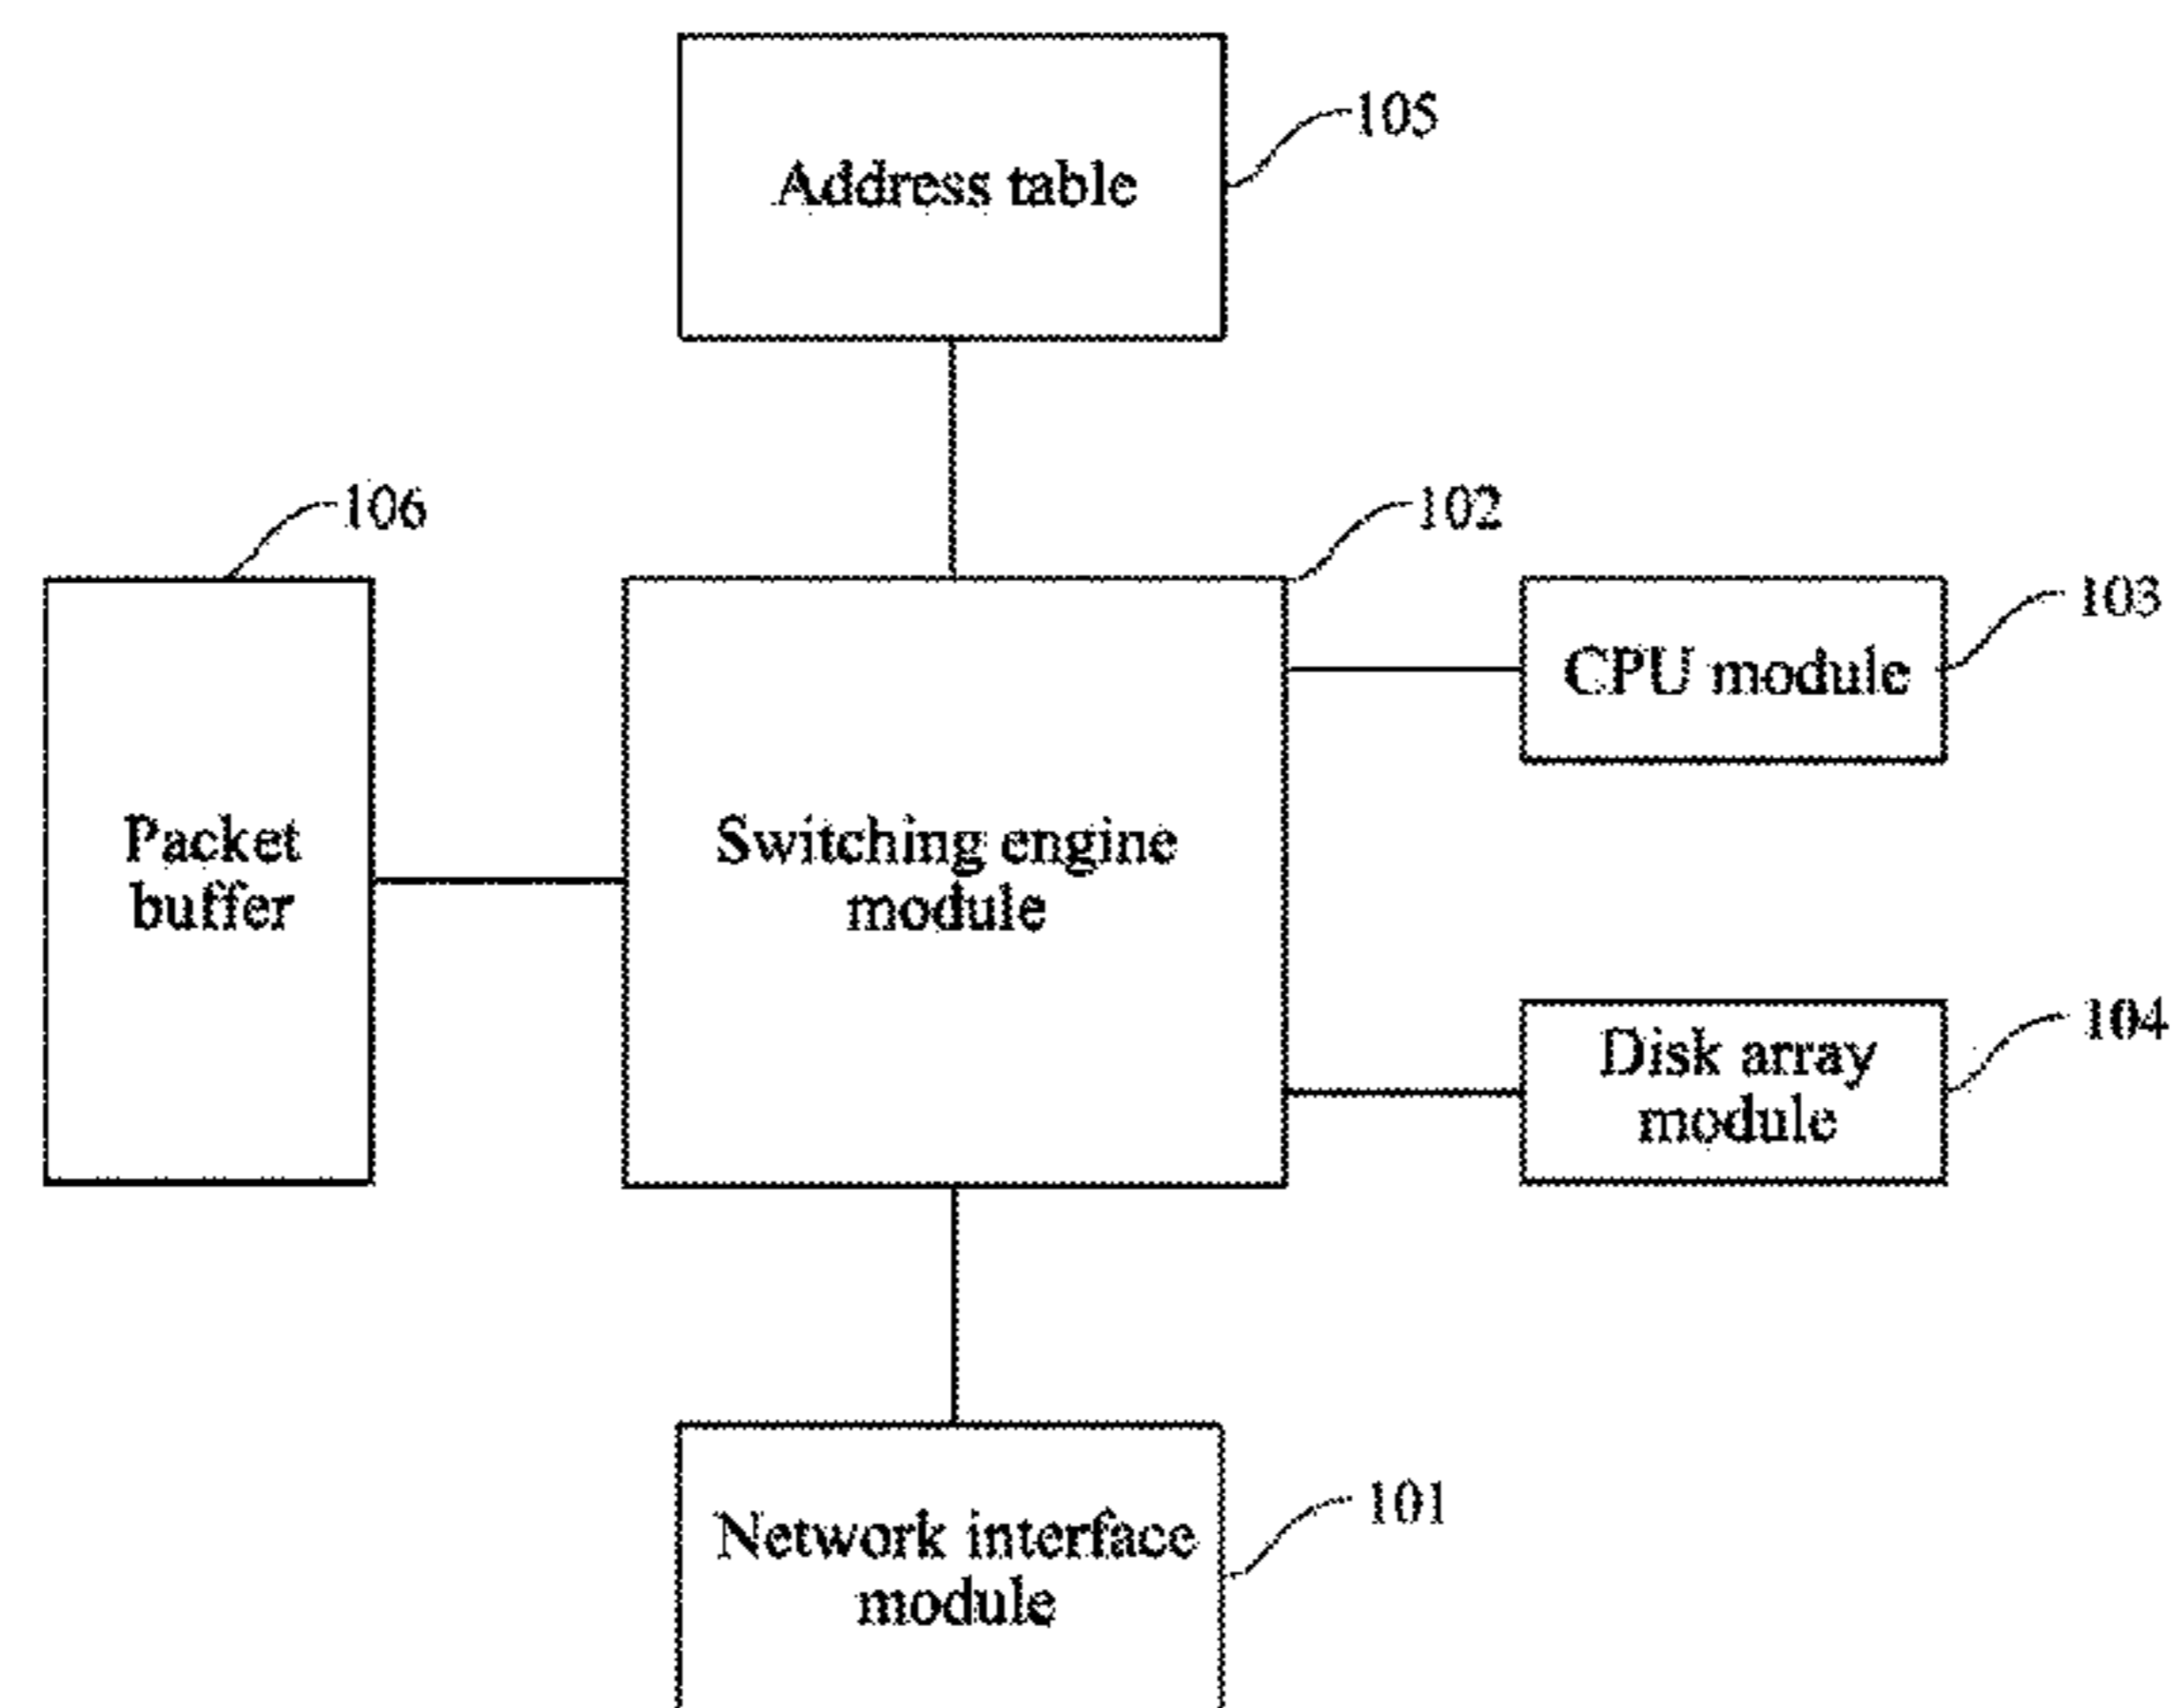 105
Address table
106
102
103
CPU module
Packet
buffer
Switching engine
module
104
Disk array
module
101
Network interface
module